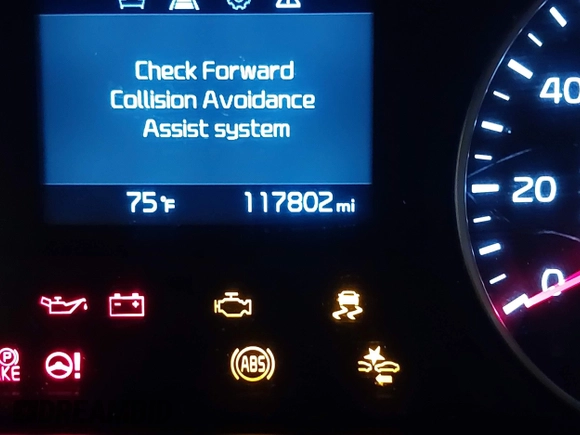 Check Forward
Collision Avoidance
Assist system
75°F 117802 mi
40
20
0
P
ABS